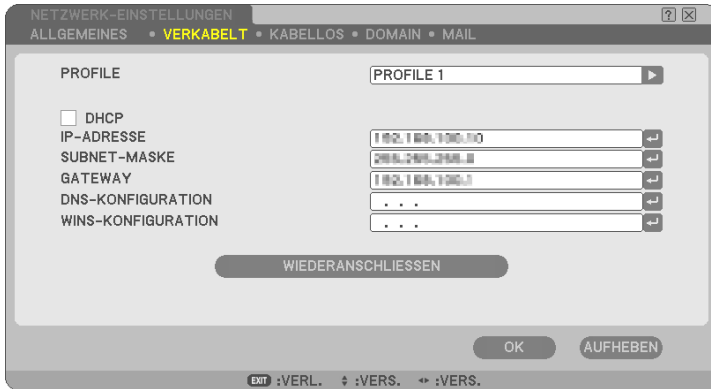 NETZWERK-EINSTELLUNGEN
ALLGEMEINES • VERKABELT • KABELLOS • DOMAIN • MAIL
PROFILE PROFILE 1
DHCP
IP-ADRESSE
SUBNET-MASKE
GATEWAY
DNS-KONFIGURATION . . .
WINS-KONFIGURATION . . .
WIEDERANSCHLIESSEN
OK AUFHEBEN
EXIT :VERL. :VERS. :VERS.